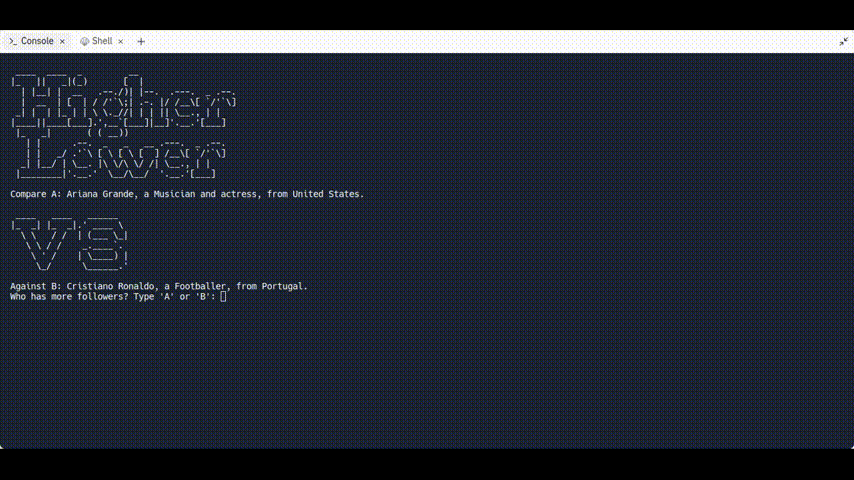 Console
Shell
Higher
Lower
Compare A: Ariana Grande, a Musician and actress, from United States.
VS
Against B: Cristiano Ronaldo, a Footballer, from Portugal.
Who has more followers? Type 'A' or 'B':